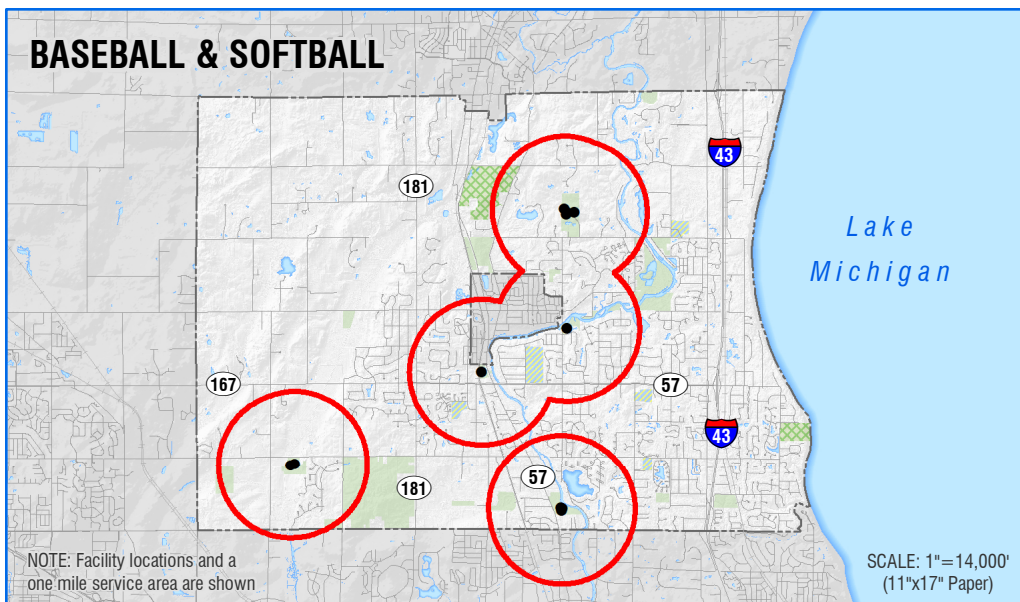 BASEBALL & SOFTBALL
43
181
Lake
Michigan
167
57
43
57
181
NOTE: Facility locations and a
one mile service area are shown
SCALE: 1"=14,000'
(11"x17" Paper)